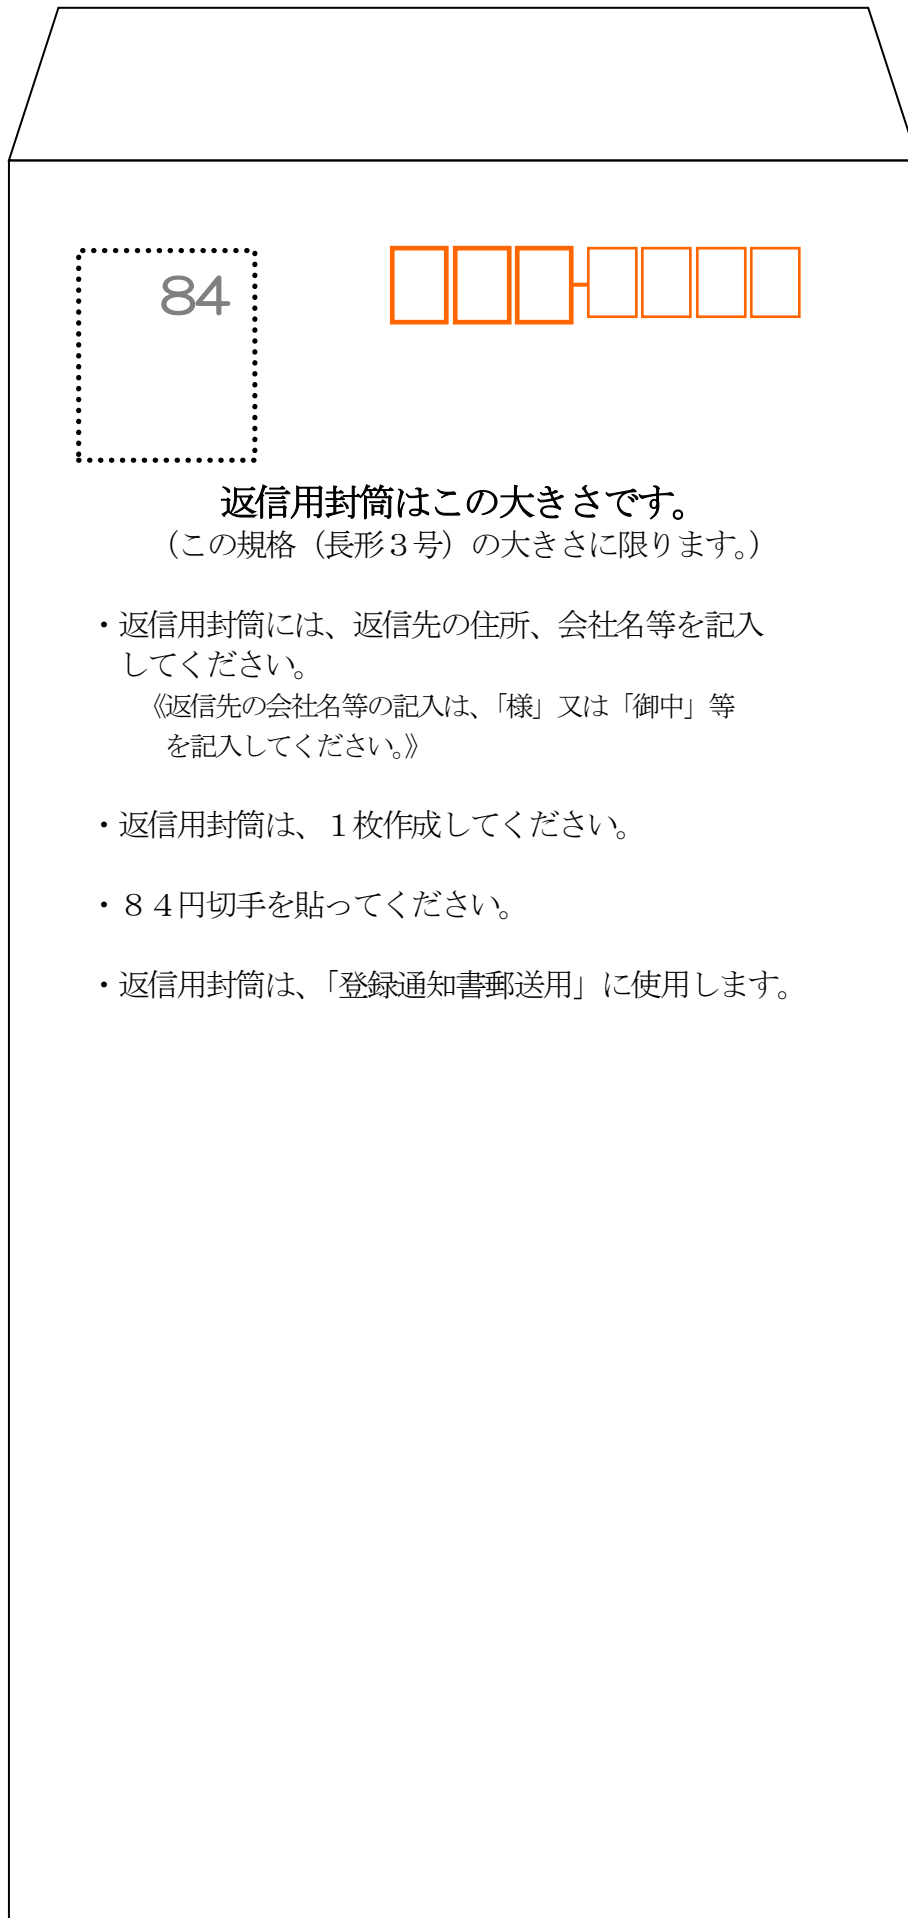 84
返信用封筒はこの大きさです。
（この規格（長形３号）の大きさに限ります。）
・返信用封筒には、返信先の住所、会社名等を記入
してください。
《返信先の会社名等の記入は、「様」又は「御中」等
を記入してください。》
・返信用封筒は、１枚作成してください。
・８４円切手を貼ってください。
・返信用封筒は、「登録通知書郵送用」に使用します。